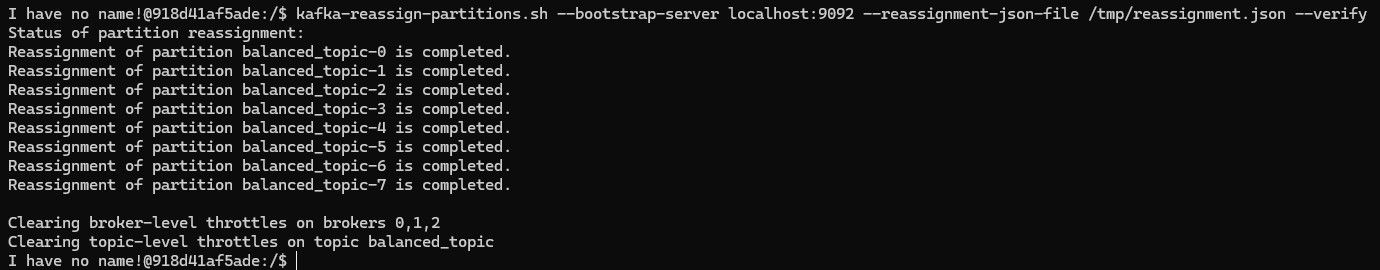 I have no name!@918d41af5ade:/$ kafka-reassign-partitions.sh --bootstrap-server localhost:9092 --reassignment-json-file /tmp/reassignment.json --verify
Status of partition reassignment:
Reassignment of partition balanced_topic-0 is completed.
Reassignment of partition balanced_topic-1 is completed.
Reassignment of partition balanced_topic-2 is completed.
Reassignment of partition balanced_topic-3 is completed.
Reassignment of partition balanced_topic-4 is completed.
Reassignment of partition balanced_topic-5 is completed.
Reassignment of partition balanced_topic-6 is completed.
Reassignment of partition balanced_topic-7 is completed.

Clearing broker-level throttles on brokers 0,1,2
Clearing topic-level throttles on topic balanced_topic
I have no name!@918d41af5ade:/$